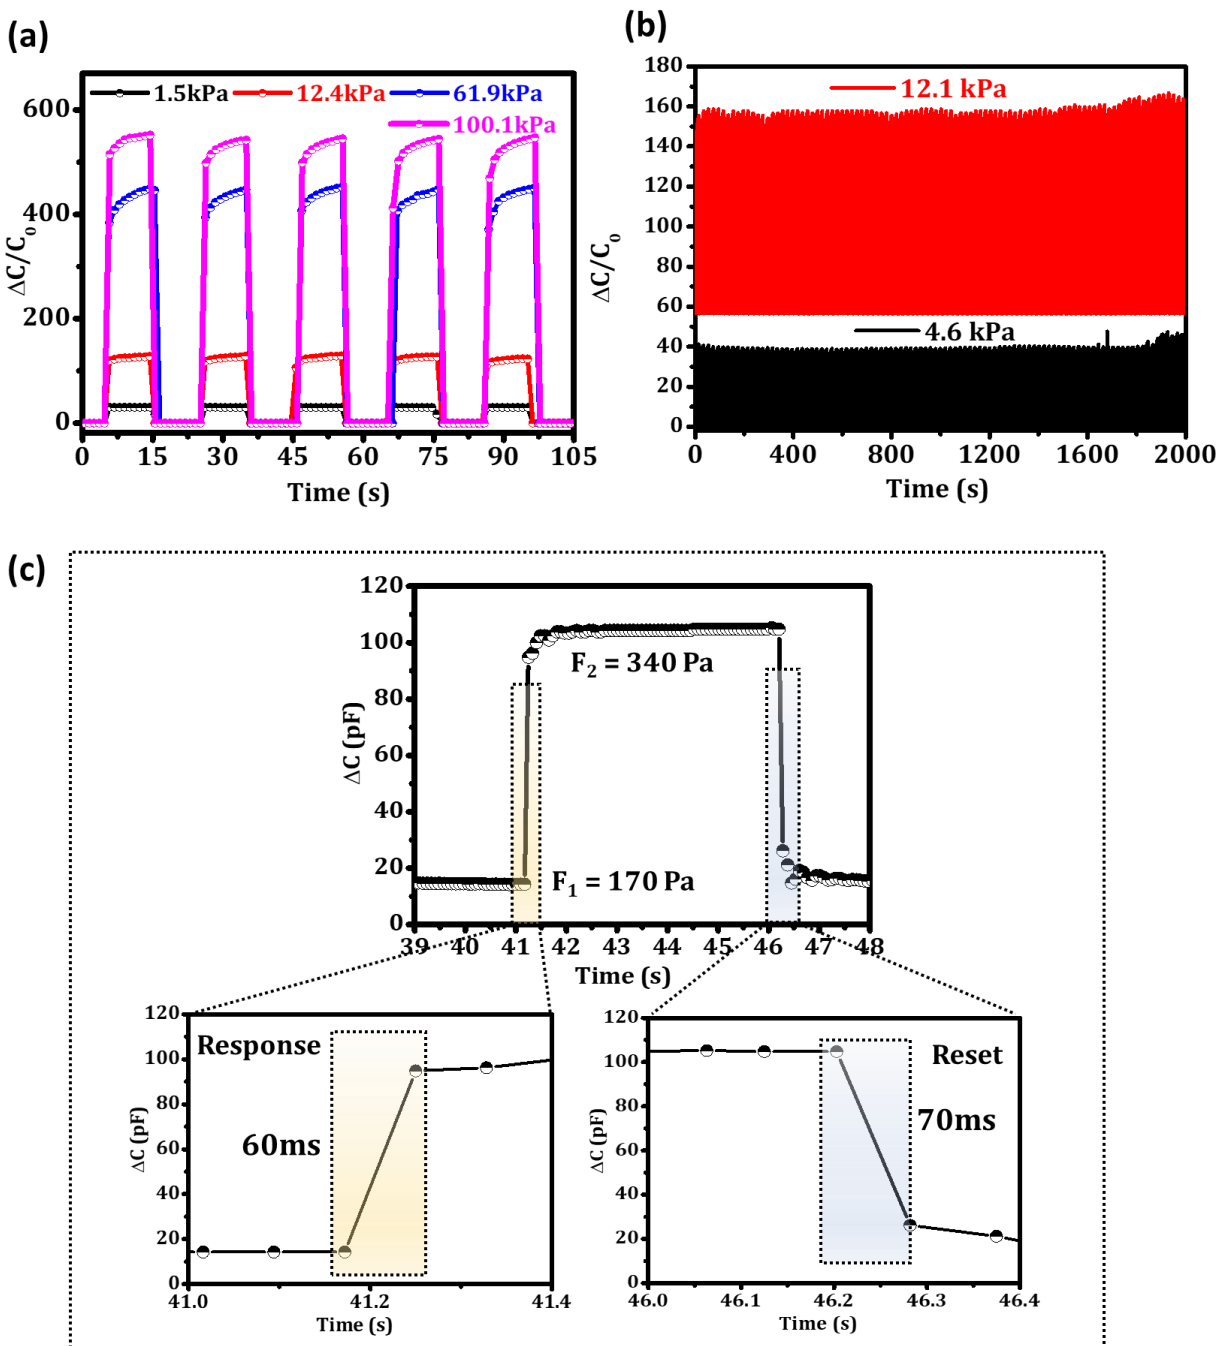 (a)
1.5kPa 12.4kPa 61.9kPa
100.1kPa
600
400
200
0
ΔC/C₀
0 15 30 45 60 75 90 105
Time (s)
(b)
180
160
140
120
100
80
60
40
20
0
ΔC/C₀
12.1 kPa
4.6 kPa
0 400 800 1200 1600 2000
Time (s)
(c)
120
100
80
60
40
20
0
ΔC (pF)
F₂ = 340 Pa
F₁ = 170 Pa
39 40 41 42 43 44 45 46 47 48
Time (s)
120
100
80
60
40
20
0
ΔC (pF)
Response
60ms
41.0 41.2 41.4
Time (s)
120
100
80
60
40
20
0
ΔC (pF)
Reset
70ms
46.0 46.1 46.2 46.3 46.4
Time (s)